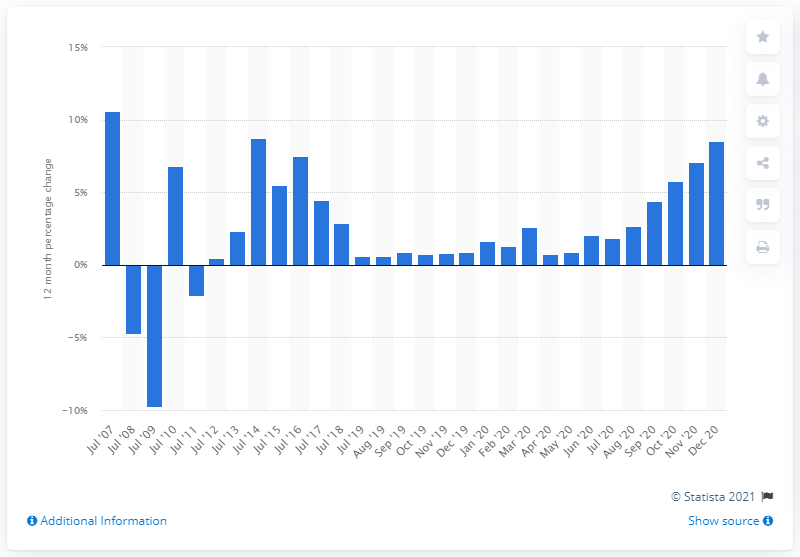 15%
10%
5%
0%
-5%
-10%
12 month percentage change
Jul '07
Jul '08
Jul '09
Jul '10
Jul '11
Jul '12
Jul '13
Jul '14
Jul '15
Jul '16
Jul '17
Jul '18
Jul '19
Aug '19
Sep '19
Oct '19
Nov '19
Dec '19
Jan '20
Feb '20
Mar '20
Apr '20
May '20
Jun '20
Jul '20
Aug '20
Sep '20
Oct '20
Nov '20
Dec 20
© Statista 2021
Additional Information
Show source